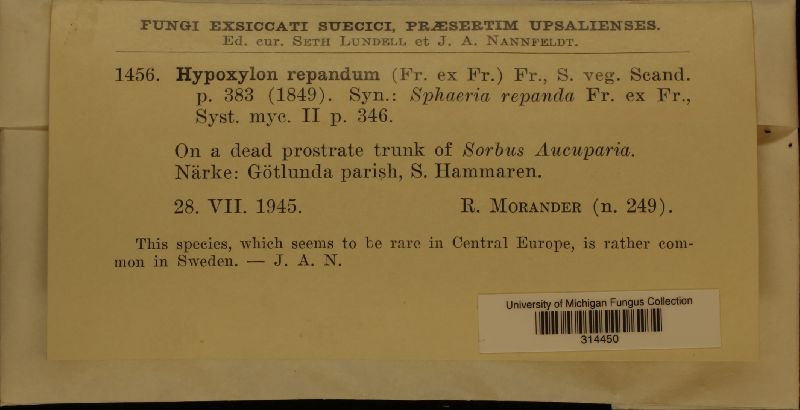 FUNGI EXSICCATI SUECICI, PRÆSERTIM UPSALIENSES.
Ed. cur. SETH LUNDELL et J. A. NANNFELDT.
1456. Hypoxylon repandum (Fr. ex Fr.) Fr., S. veg. Scand.
p. 383 (1849). Syn.: Sphaeria repanda Fr. ex Fr.,
Syst. myc. II p. 346.
On a dead prostrate trunk of Sorbus Aucuparia.
Närke: Götlunda parish, S. Hammaren.
28. VII. 1945. R. MORANDER (n. 249).
This species, which seems to be rare in Central Europe, is rather com-
mon in Sweden. — J. A. N.
University of Michigan Fungus Collection
314450